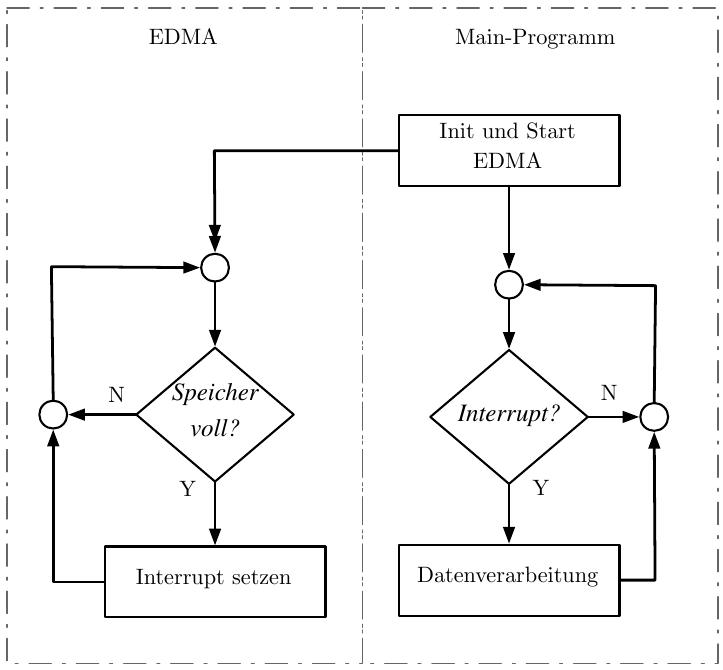 EDMA
Main-Programm
Init und Start
EDMA
Speicher
voll?
N
Y
Interrupt setzen
Interrupt?
N
Y
Datenverarbeitung